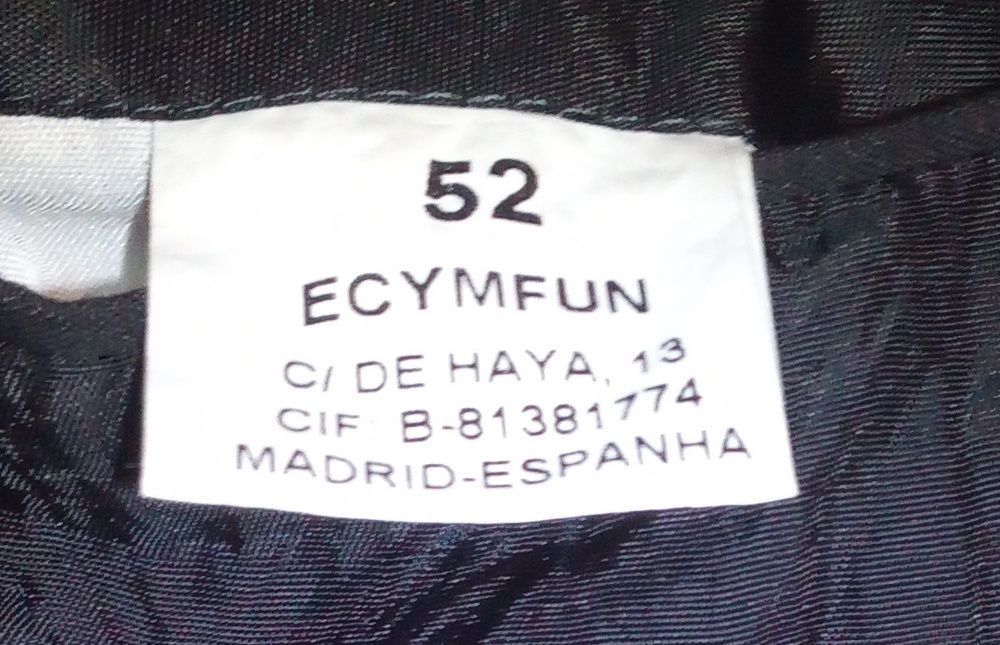 52
ECYMFUN
C/ DE HAYA, 13
CIF B-81381774
MADRID-ESPANHA